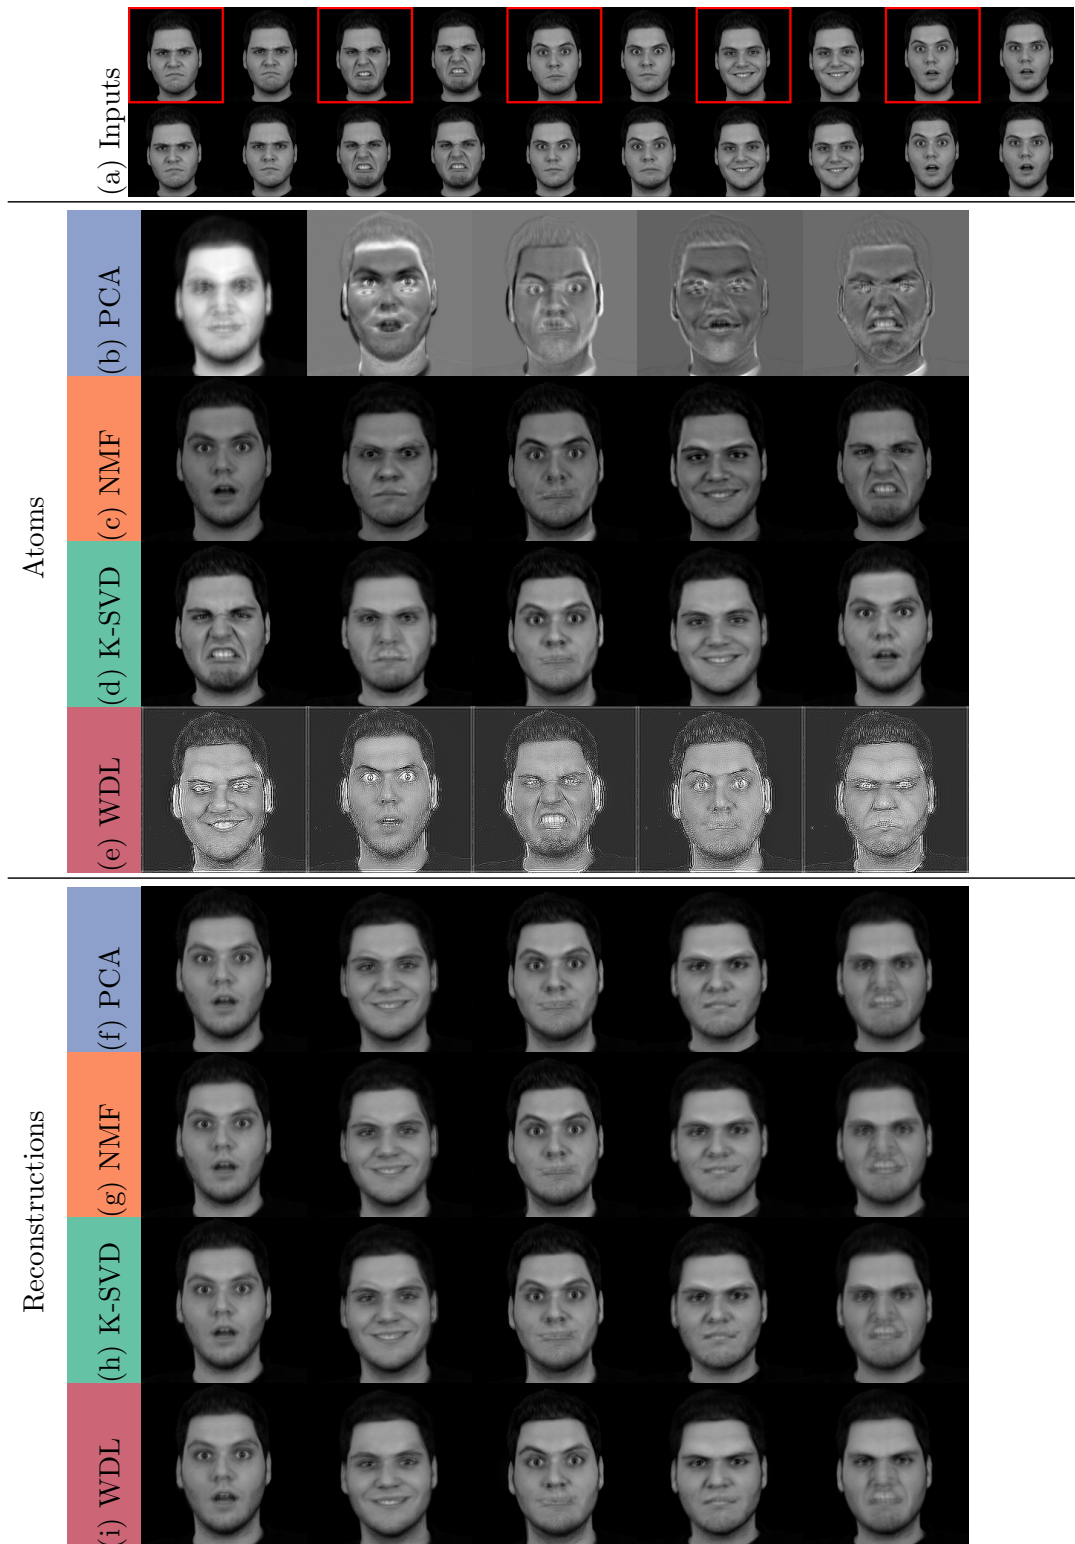 (a) Inputs
Atoms
(b) PCA
(c) NMF
(d) K-SVD
(e) WDL
Reconstructions
(f) PCA
(g) NMF
(h) K-SVD
(i) WDL